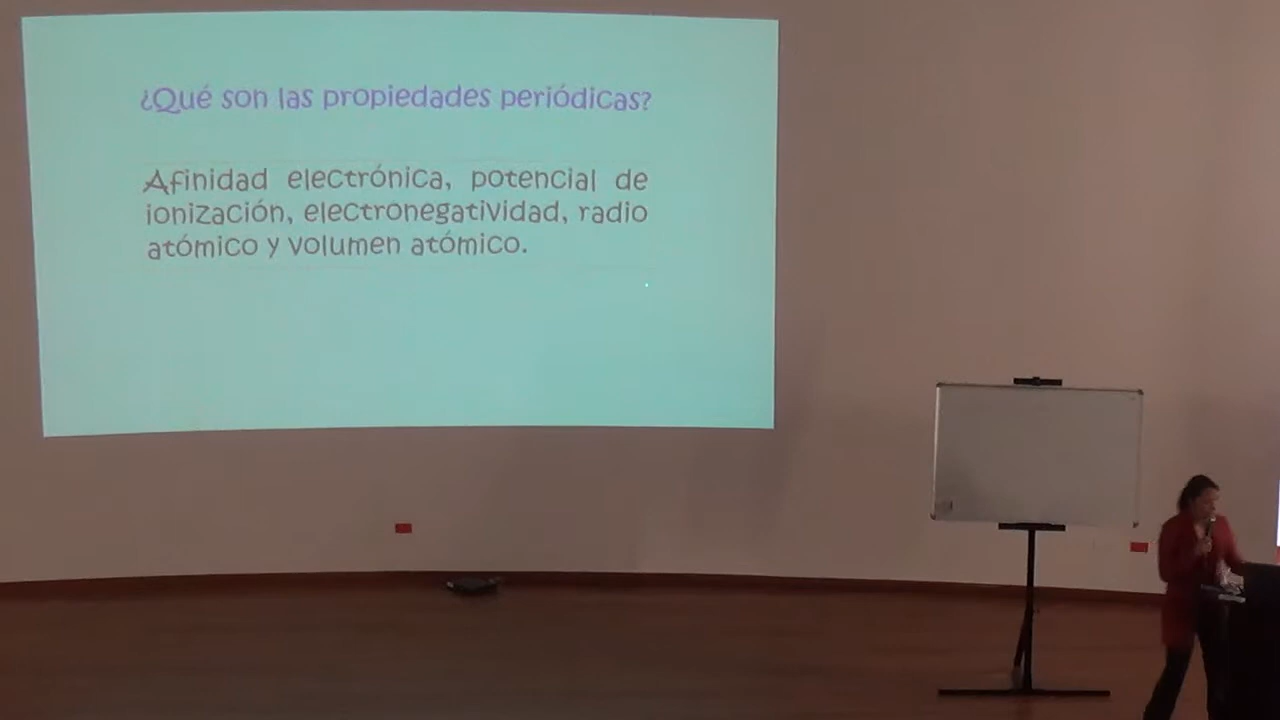 ¿Qué son las propiedades periódicas?
Afinidad electrónica, potencial de
ionización, electronegatividad, radio
atómico y volumen atómico.